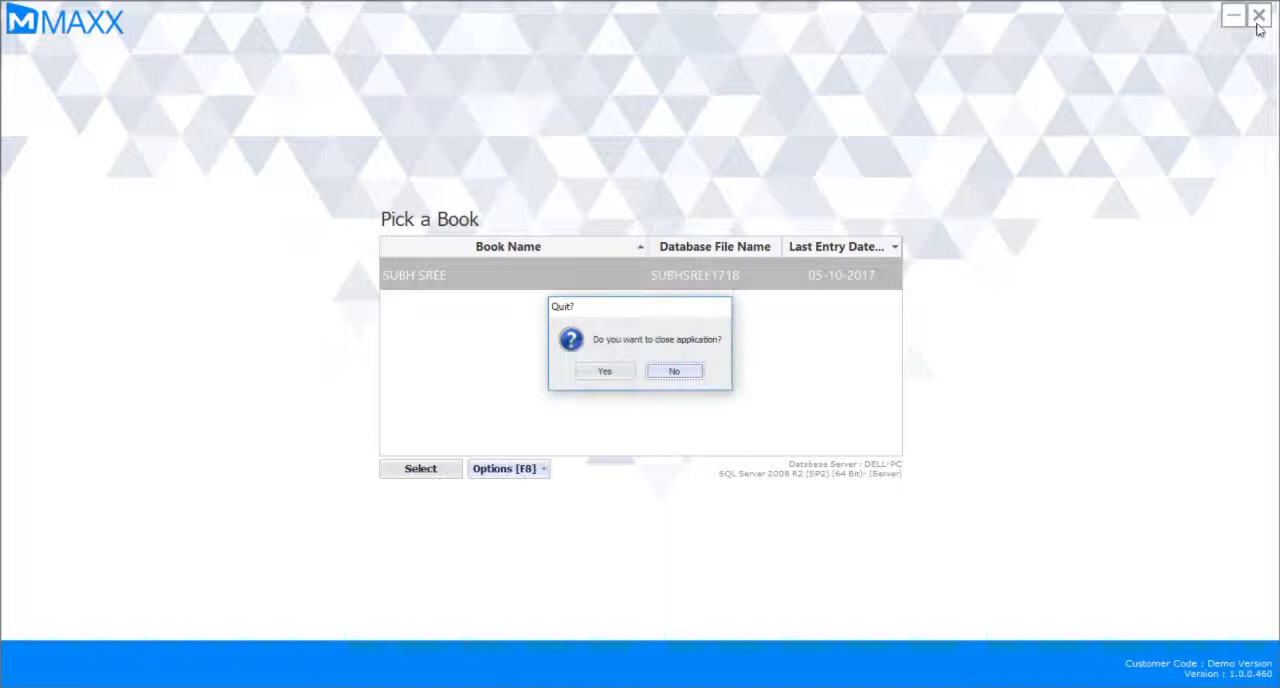 MMAXX
Pick a Book
Book Name Database File Name Last Entry Date...
SUBH SREE SUBHSREE1718 05-10-2017
Quit?
Do you want to close application?
Yes No
Select Options [F8]
Database Server : DELL-PC
SQL Server 2008 R2 (SP2) (64 Bit)- (Server)
Customer Code : Demo Version
Version : 1.0.0.460